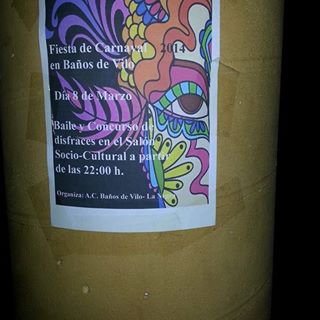 Fiesta de Carnaval 2014
en Baños de Vilo
Día 8 de Marzo
Baile y Concurso de
disfraces en el Salón
Socio-Cultural a partir
de las 22:00 h.
Organiza: A.C. Baños de Vilo- La